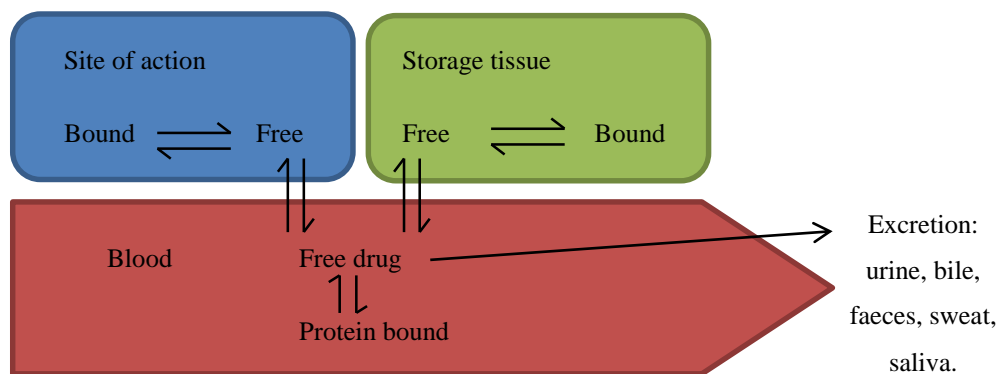 Site of action
Bound
Free
Storage tissue
Free
Bound
Blood
Free drug
Protein bound
Excretion:
urine, bile,
faeces, sweat,
saliva.